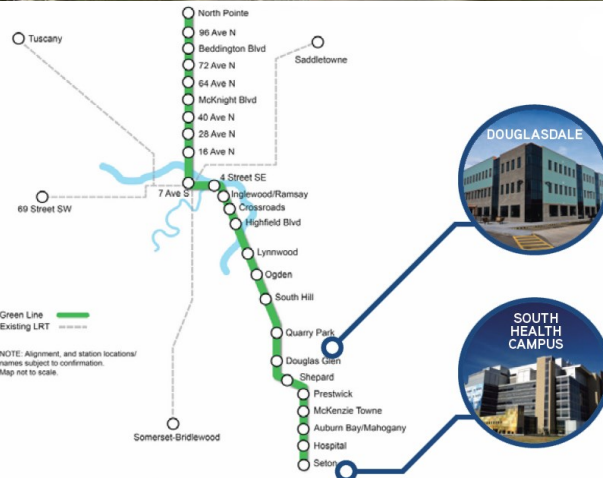 North Pointe
96 Ave N
Beddington Blvd
72 Ave N
64 Ave N
McKnight Blvd
40 Ave N
28 Ave N
16 Ave N
Tuscany
Saddletowne
7 Ave S
4 Street SE
69 Street SW
Inglewood/Ramsay
Crossroads
Highfield Blvd
Lynnwood
Ogden
South Hill
Quarry Park
Douglas Glen
Shepard
Prestwick
McKenzie Towne
Auburn Bay/Mahogany
Hospital
Seton
Somerset-Bridlewood
Green Line
Existing LRT
NOTE: Alignment, and station locations/
names subject to confirmation.
Map not to scale.
DOUGLASDALE
SOUTH
HEALTH
CAMPUS